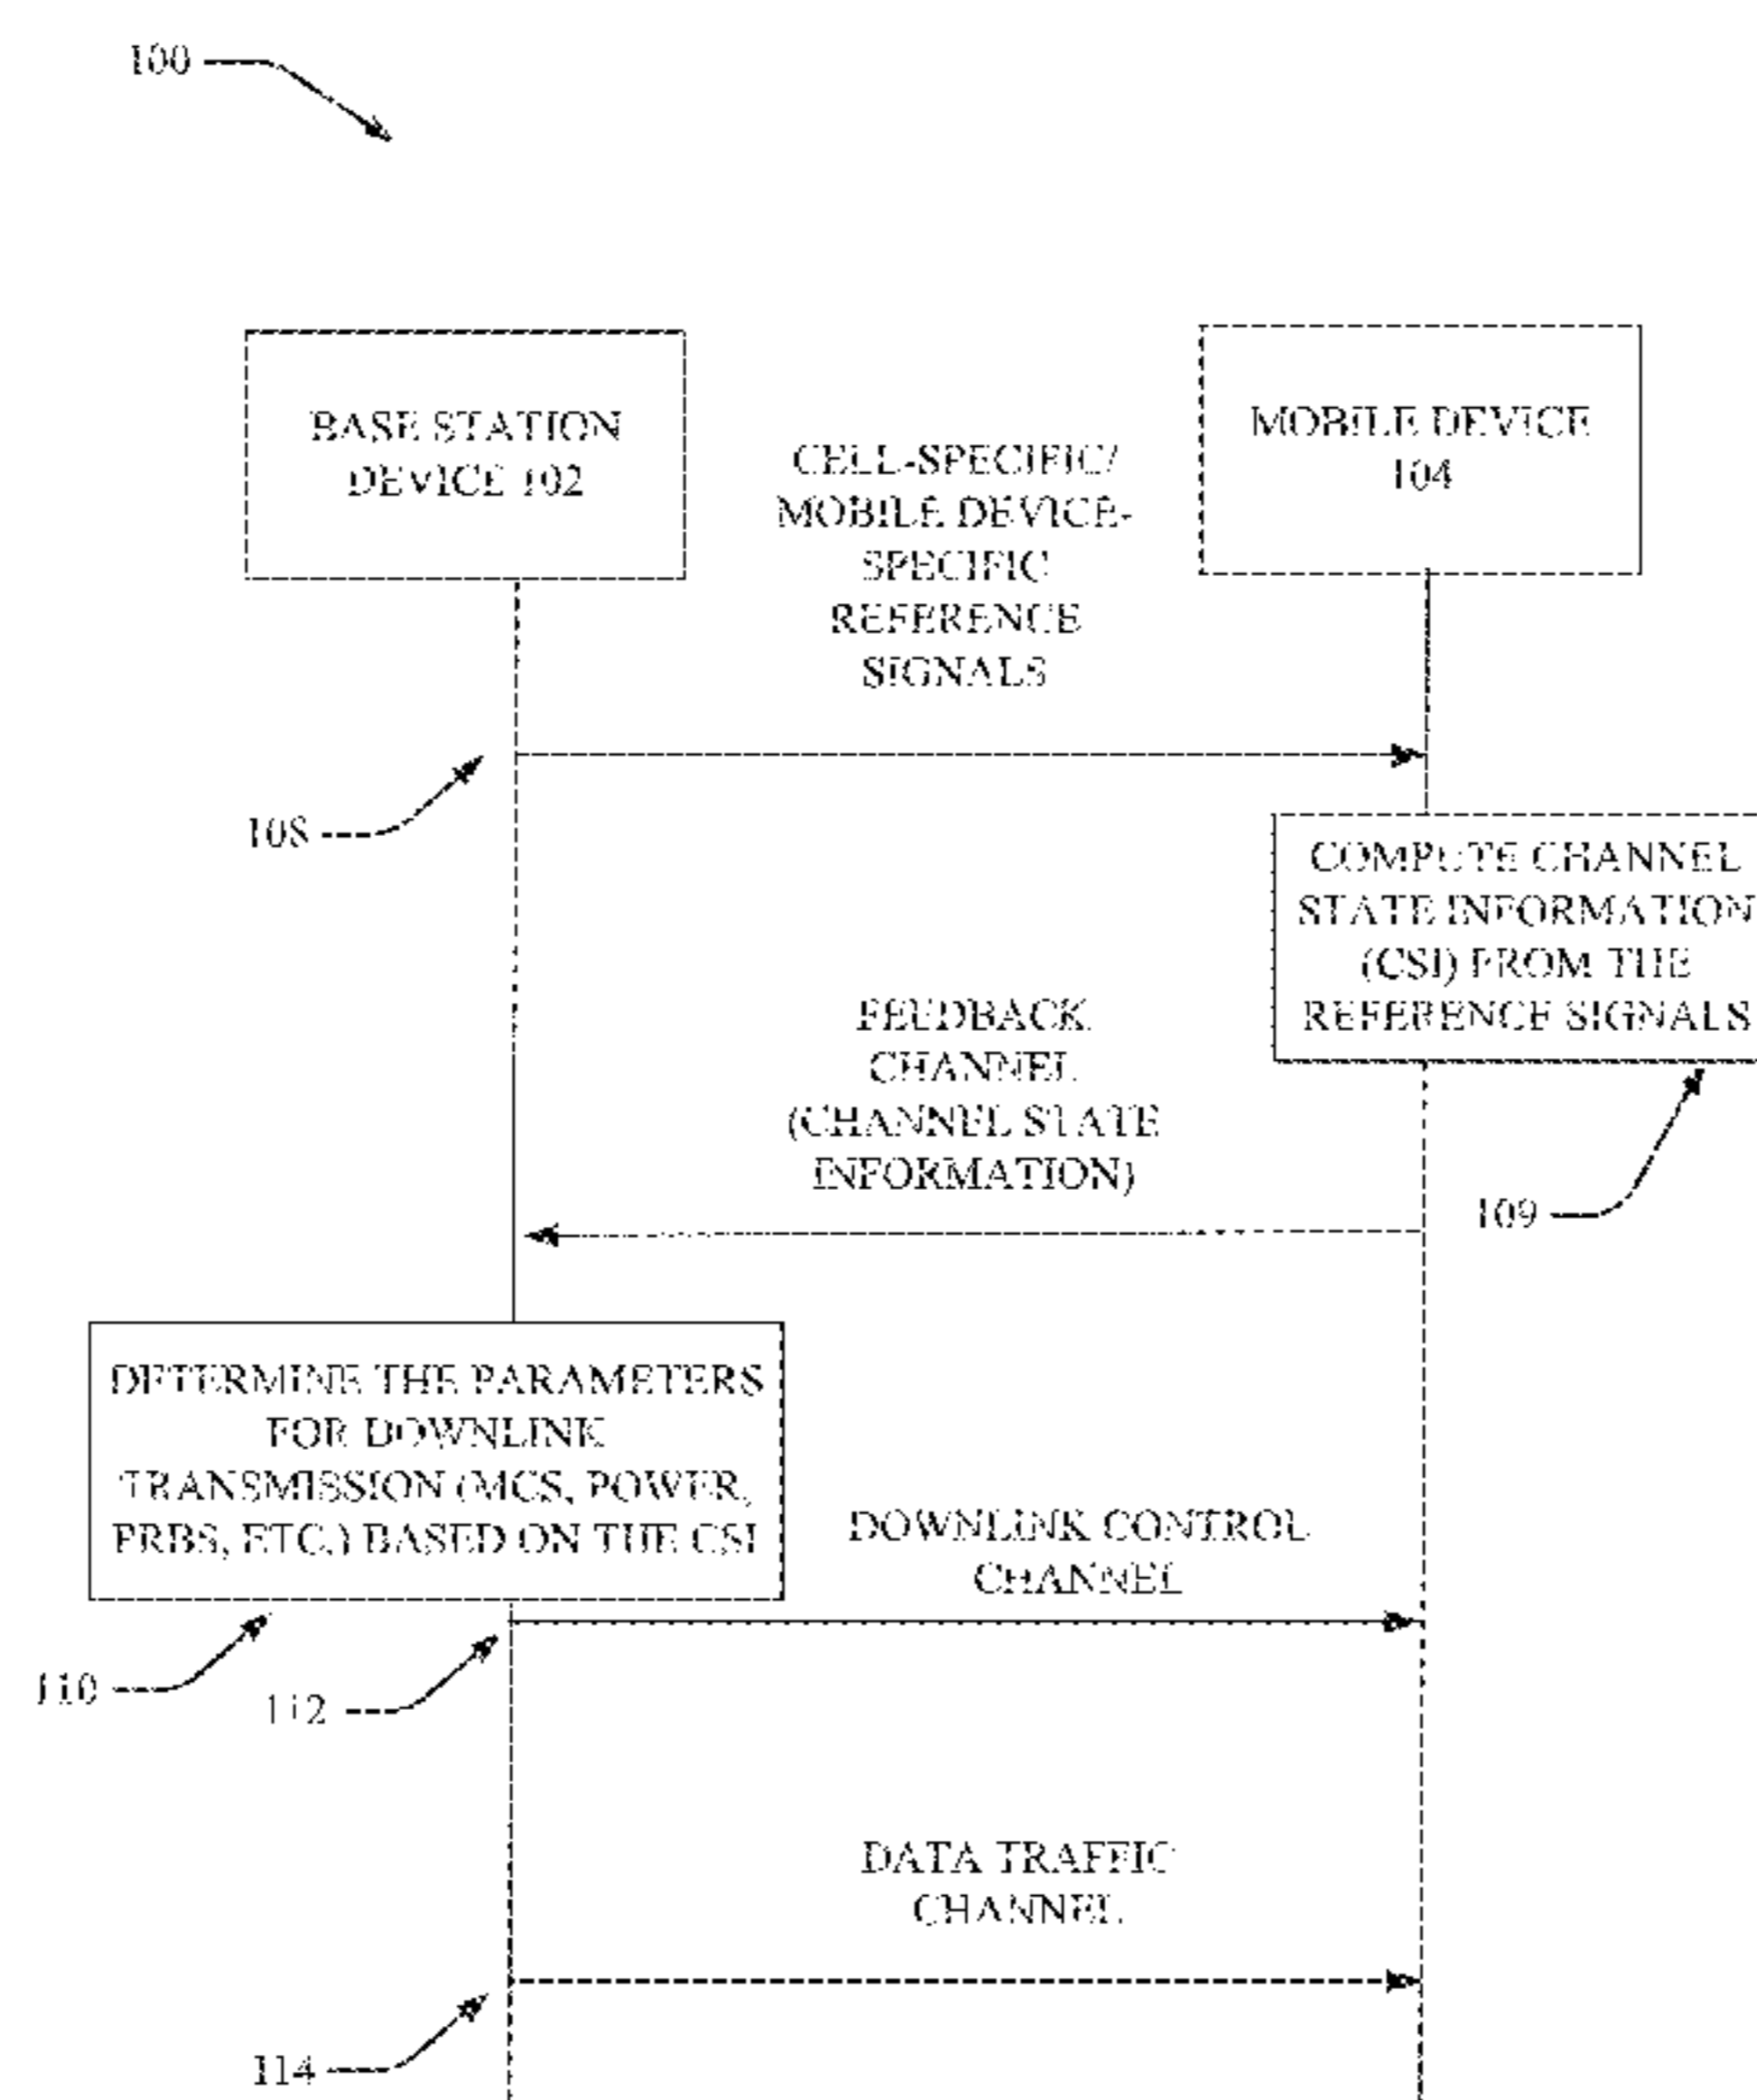 100
BASE STATION
DEVICE 102
MOBILE DEVICE
104
CELL-SPECIFIC/
MOBILE DEVICE-
SPECIFIC
REFERENCE
SIGNALS
108
COMPUTE CHANNEL
STATE INFORMATION
(CSI) FROM THE
REFERENCE SIGNALS
109
FEEDBACK
CHANNEL
(CHANNEL STATE
INFORMATION)
DETERMINE THE PARAMETERS
FOR DOWNLINK
TRANSMISSION (MCS, POWER,
PRBS, ETC.) BASED ON THE CSI
110
112
DOWNLINK CONTROL
CHANNEL
DATA TRAFFIC
CHANNEL
114